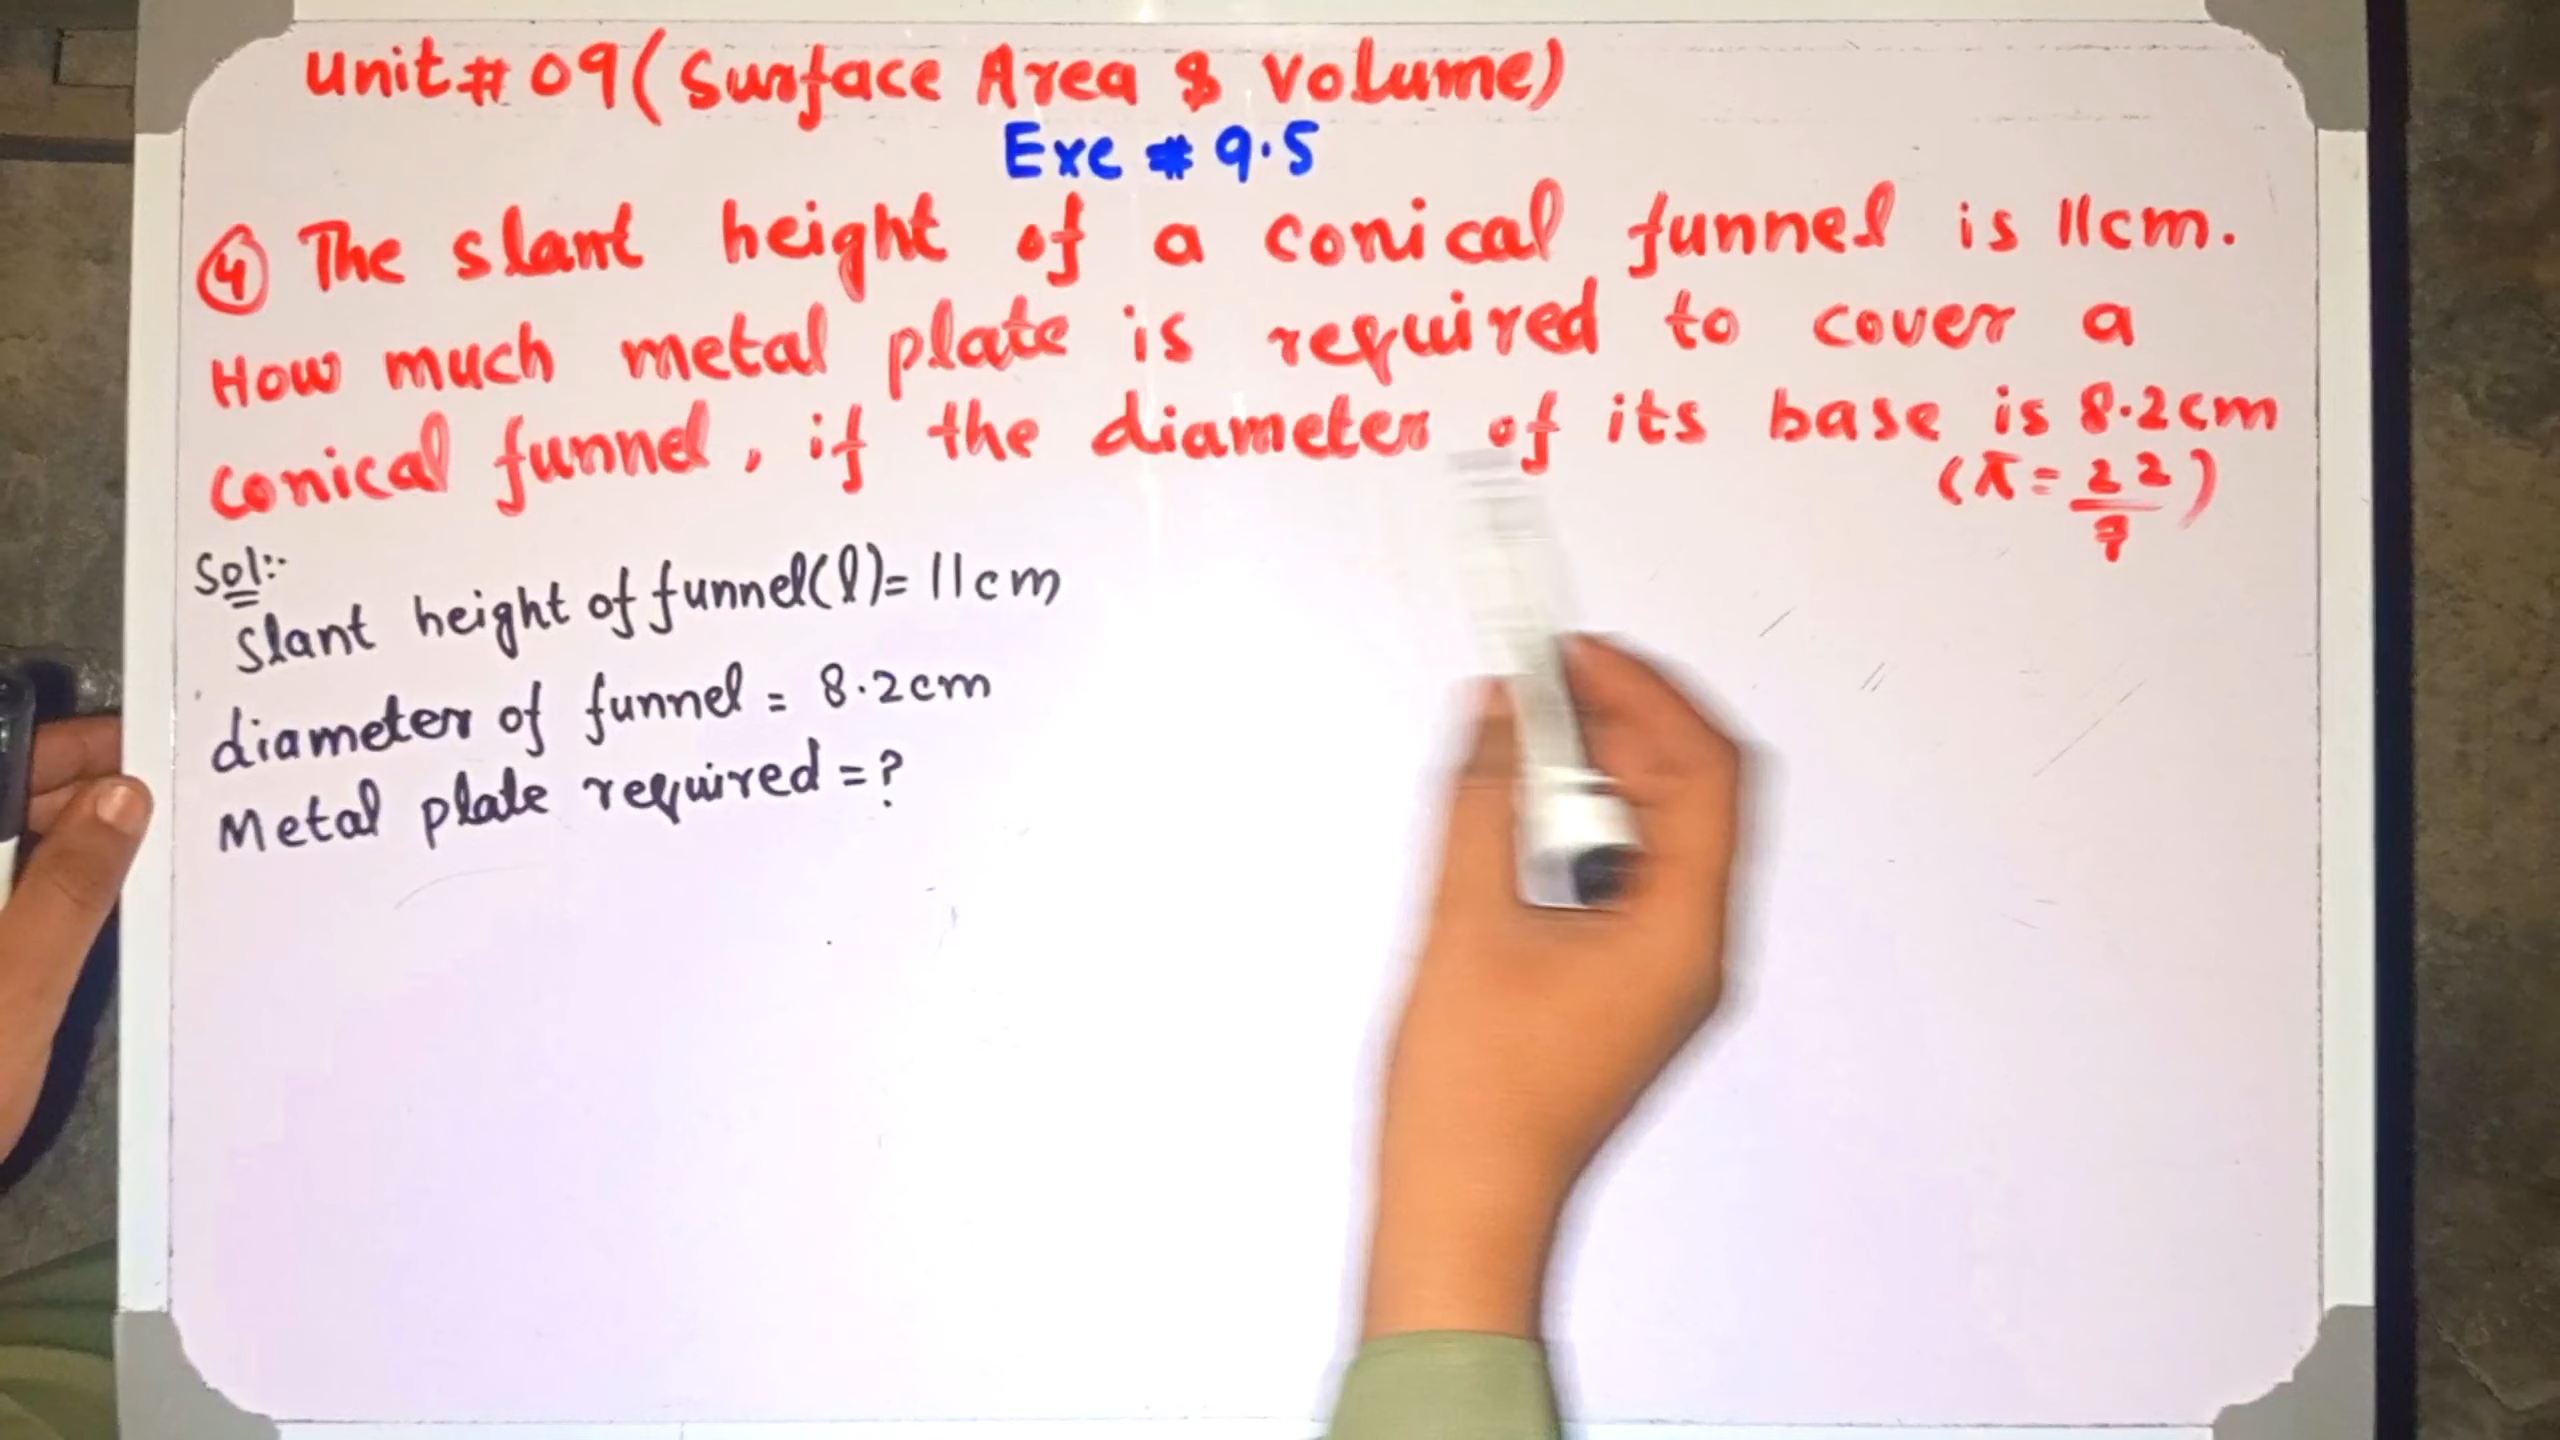 Unit # 09 (Surface Area & Volume)
Exe # 9.5
④ The slant height of a conical funnel is 11cm.
How much metal plate is required to cover a
conical funnel, if the diameter of its base is 8.2cm
(π = 22/7)
Sol:-
Slant height of funnel(l) = 11cm
diameter of funnel = 8.2cm
Metal plate required = ?